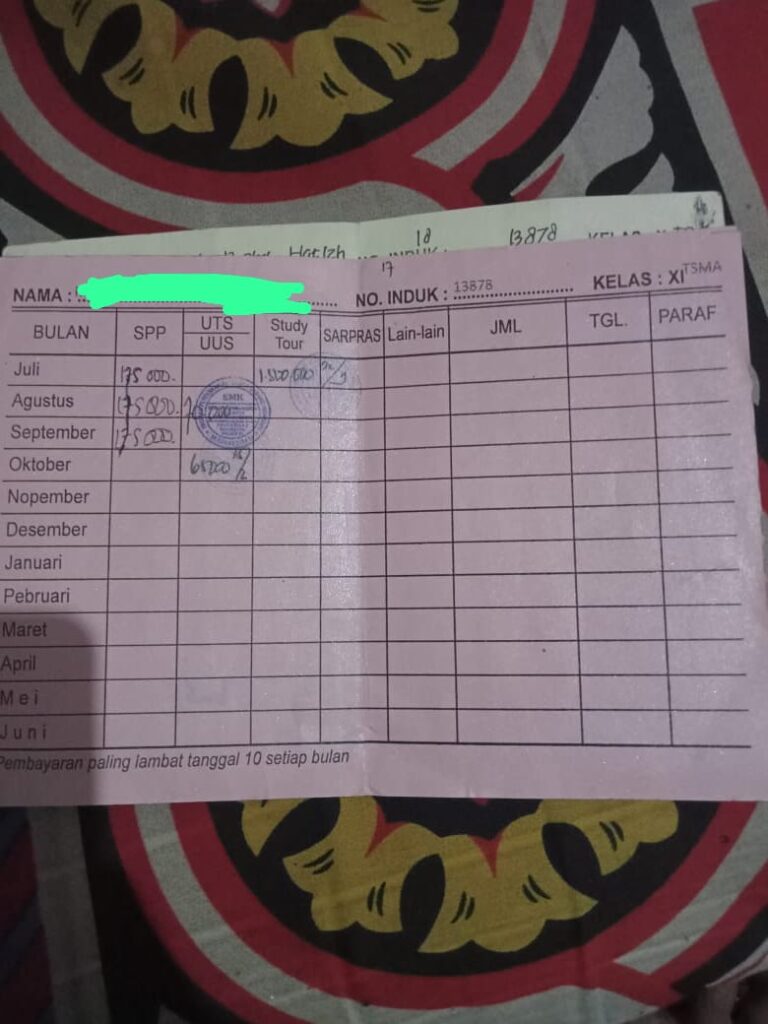 18 13878
17
NAMA : NO. INDUK : 13878 KELAS : XI TSMA
BULAN SPP UTS UUS Study Tour SARPRAS Lain-lain JML TGL. PARAF
Juli 175 000. 1.500.000
Agustus 175 000.
September 175 000.
Oktober 65000
Nopember
Desember
Januari
Pebruari
Maret
April
Mei
Juni
SMK
Pembayaran paling lambat tanggal 10 setiap bulan